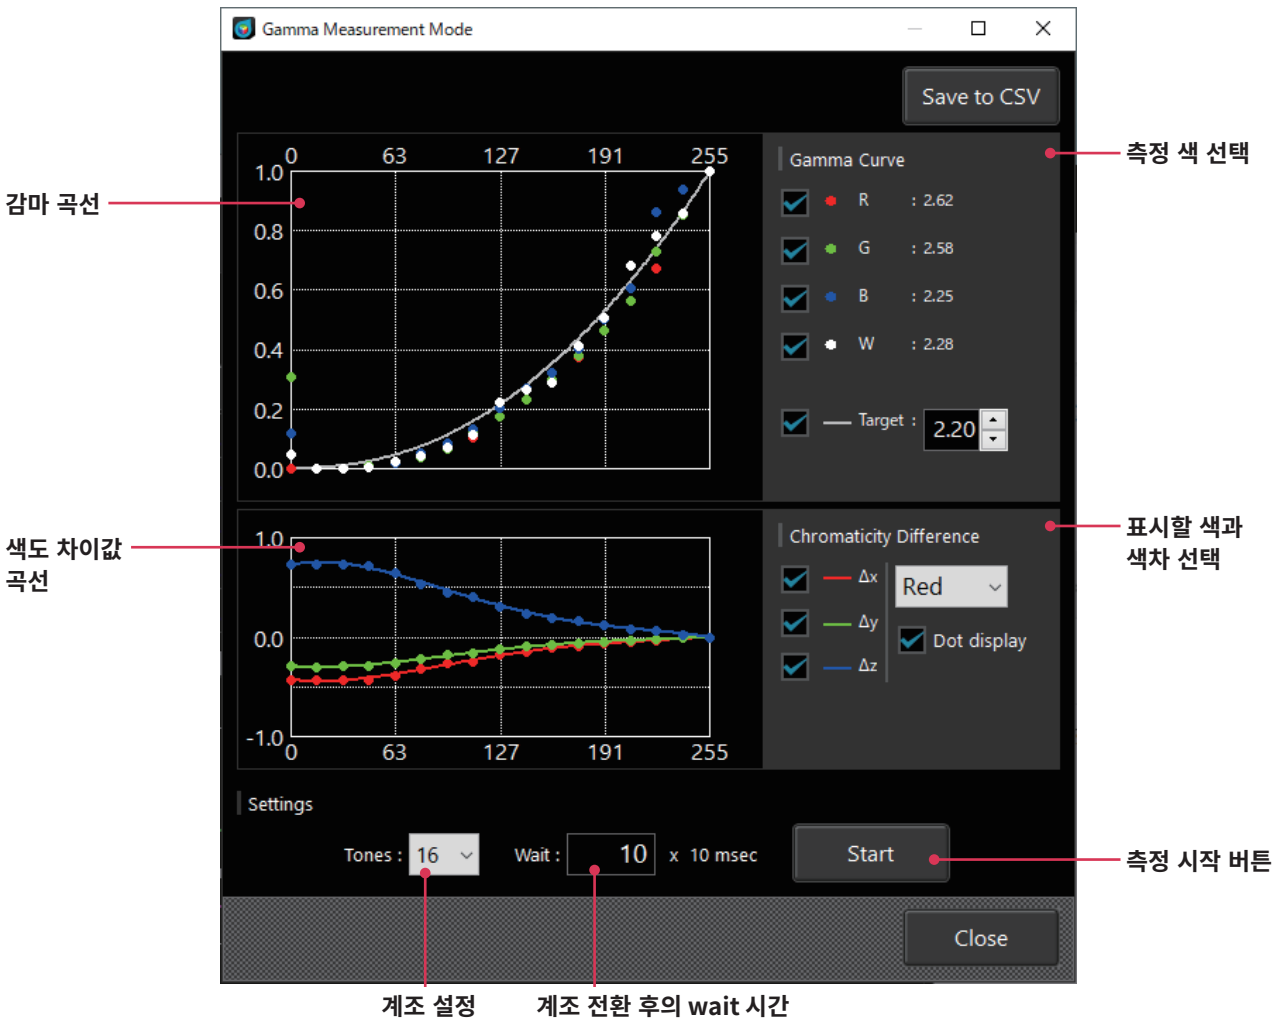 Gamma Measurement Mode
Save to CSV
측정 색 선택
감마 곡선
0 63 127 191 255
1.0
0.8
0.6
0.4
0.2
0.0
Gamma Curve
R : 2.62
G : 2.58
B : 2.25
W : 2.28
Target : 2.20
색도 차이값
곡선
1.0
0.0
-1.0
0 63 127 191 255
Chromaticity Difference
Δx
Δy
Δz
Red
Dot display
표시할 색과
색차 선택
Settings
Tones : 16 Wait : 10 x 10 msec
Start
측정 시작 버튼
Close
계조 설정
계조 전환 후의 wait 시간